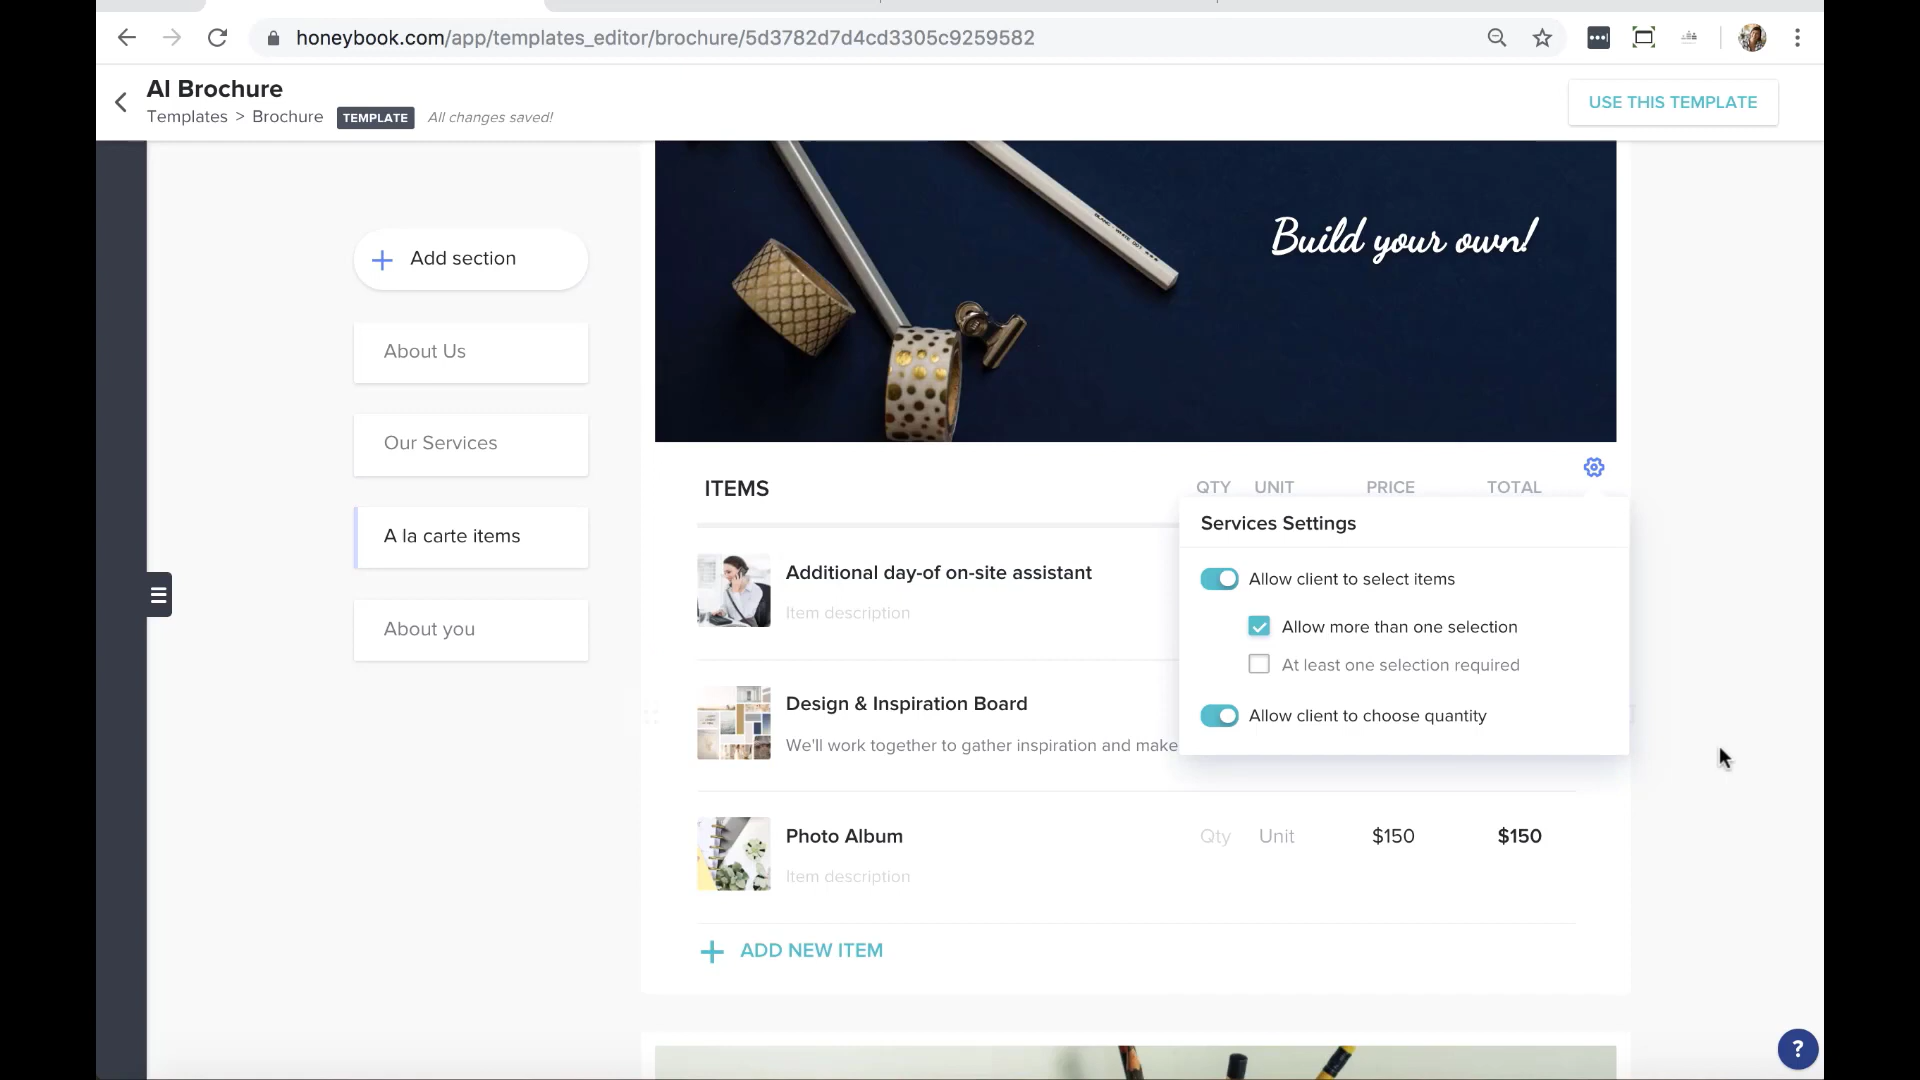 honeybook.com/app/templates_editor/brochure/5d3782d7d4cd3305c9259582
AI Brochure
Templates > Brochure TEMPLATE All changes saved!
USE THIS TEMPLATE
Add section
About Us
Our Services
A la carte items
About you
Build your own!
ITEMS QTY UNIT PRICE TOTAL
Services Settings
Allow client to select items
Allow more than one selection
At least one selection required
Allow client to choose quantity
Additional day-of on-site assistant
Item description
Design & Inspiration Board
We'll work together to gather inspiration and make
Photo Album Qty Unit $150 $150
Item description
ADD NEW ITEM
?